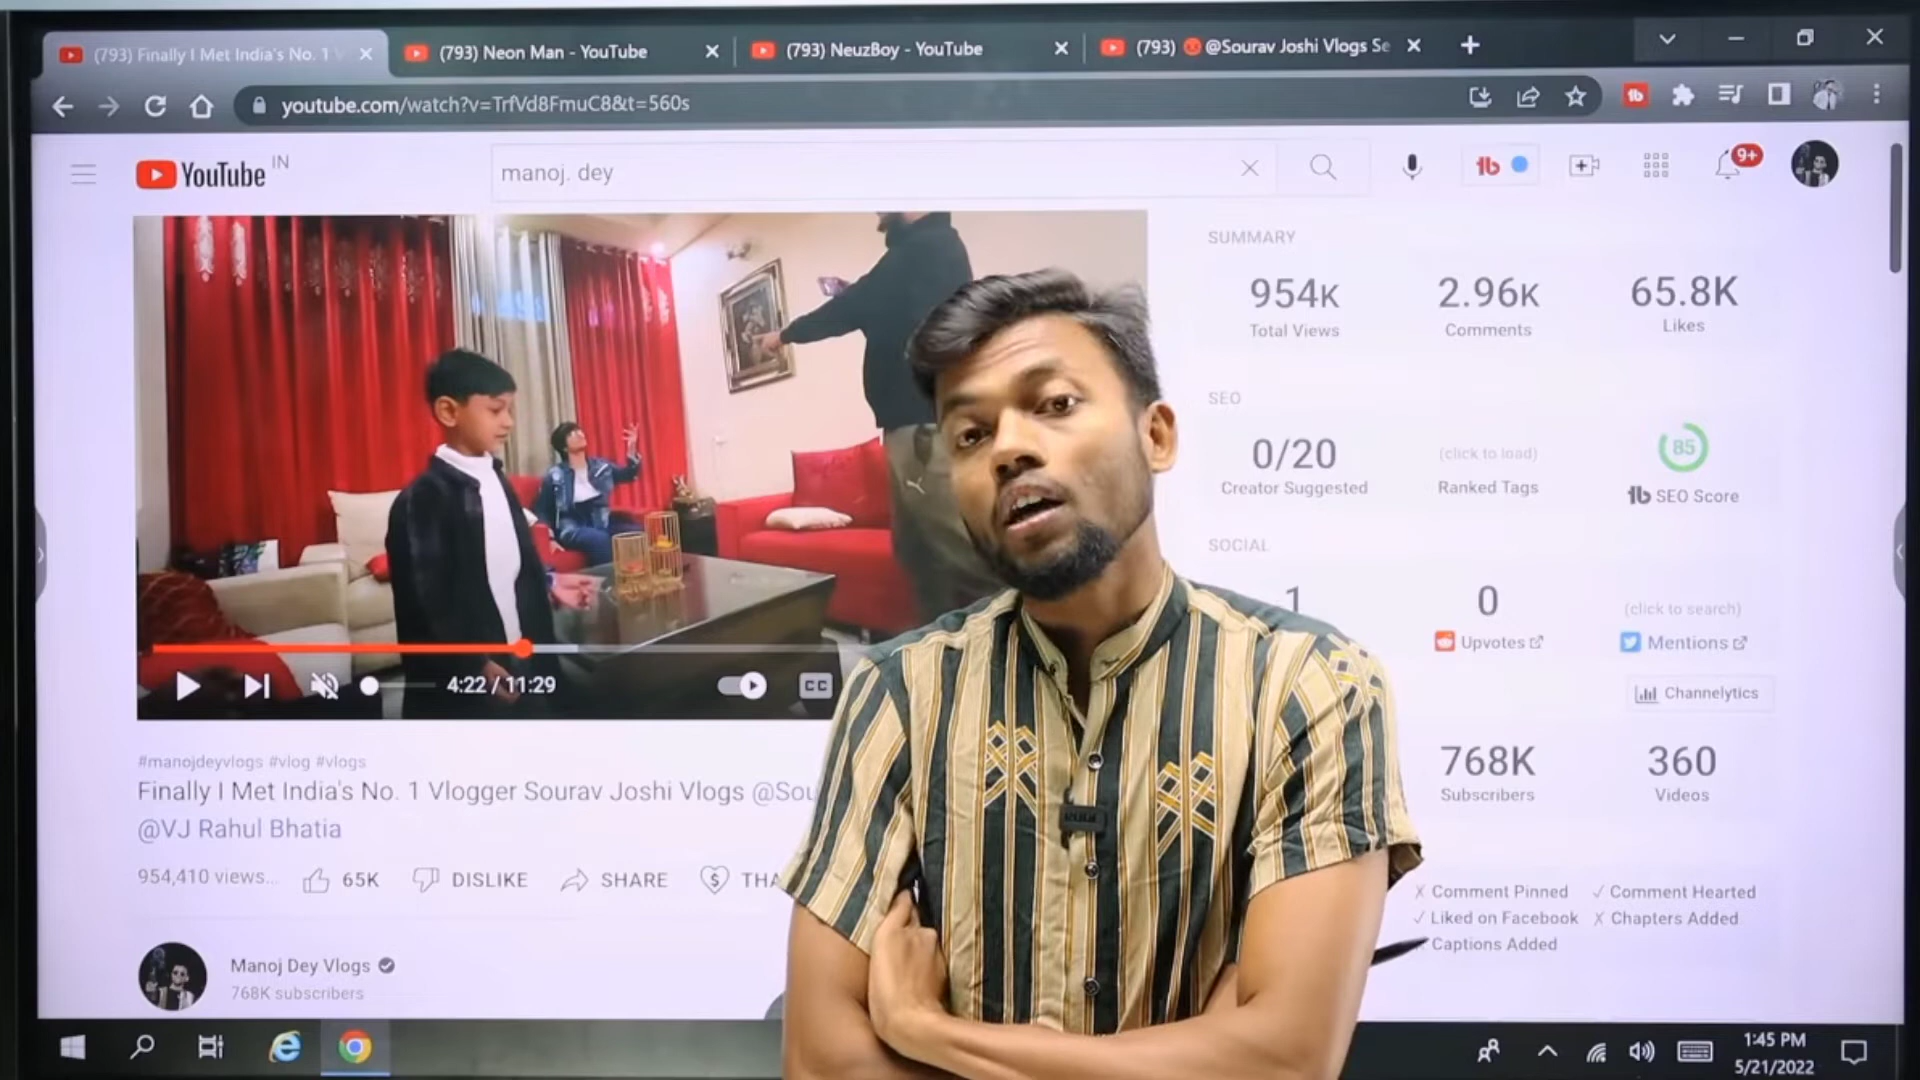 (793) Finally I Met India's No. 1 V
(793) Neon Man - YouTube
(793) NeuzBoy - YouTube
(793) 😡 @Sourav Joshi Vlogs Se
youtube.com/watch?v=TrfVd8FmuC8&t=560s
YouTube IN
manoj. dey
9+
SUMMARY
954K 2.96K 65.8K
Total Views Comments Likes
SEO
0/20 (click to load) 85
Creator Suggested Ranked Tags SEO Score
SOCIAL
1 0 (click to search)
Upvotes Mentions
Channelytics
4:22 / 11:29
CC
768K 360
Subscribers Videos
#manojdeyvlogs #vlog #vlogs
Finally I Met India's No. 1 Vlogger Sourav Joshi Vlogs @Sou
@VJ Rahul Bhatia
954,410 views... 65K DISLIKE SHARE THA
✗ Comment Pinned ✓ Comment Hearted
✓ Liked on Facebook ✗ Chapters Added
Captions Added
Manoj Dey Vlogs
768K subscribers
1:45 PM
5/21/2022